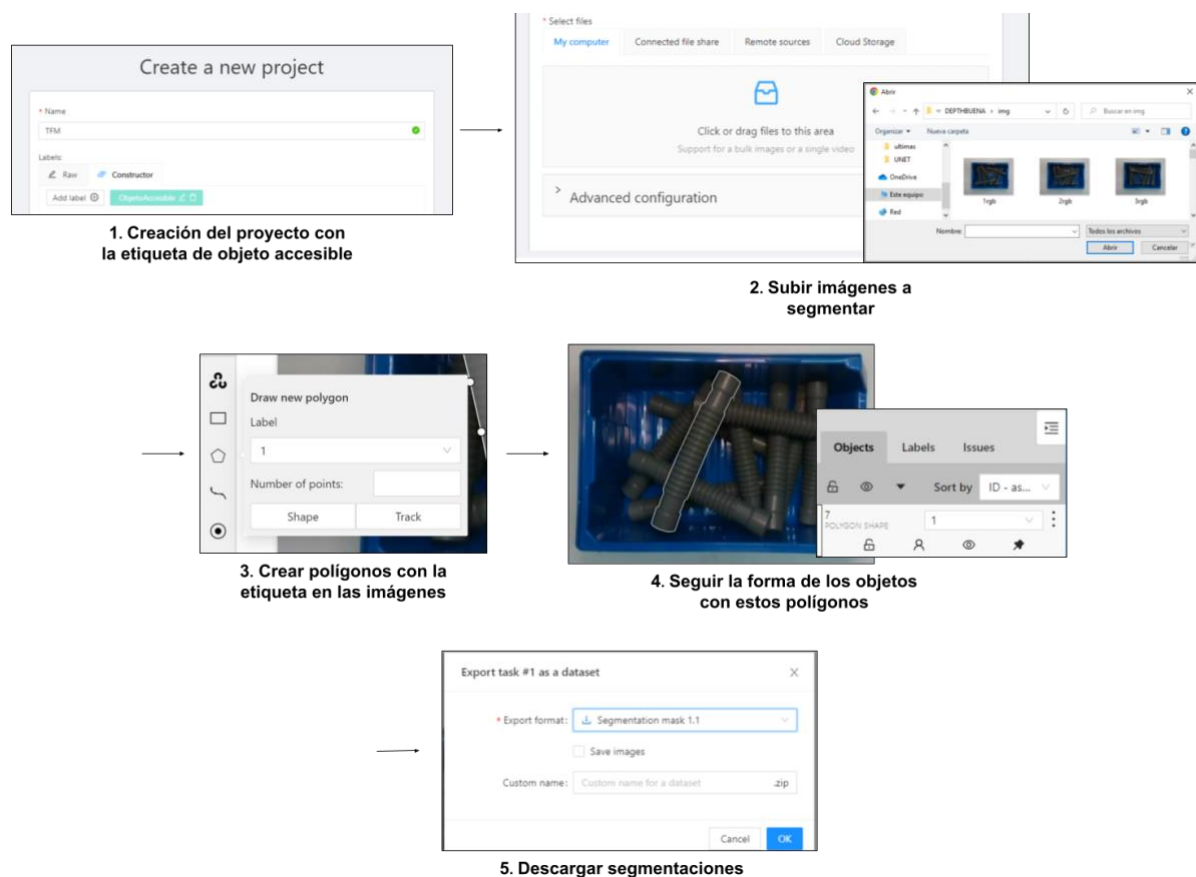 Create a new project
* Name
TFM
Labels:
Raw
Constructor
Add label
ObjetoAccesible
1. Creación del proyecto con
la etiqueta de objeto accesible
* Select files
My computer
Connected file share
Remote sources
Cloud Storage
Click or drag files to this area
Support for a bulk images or a single video
> Advanced configuration
Abrir
« DEPTHBUENA › img
Buscar en img
Organizar
Nueva carpeta
ultimas
UNET
OneDrive
Este equipo
Red
1rgb
2rgb
3rgb
Nombre:
Todos los archivos
Abrir
Cancelar
2. Subir imágenes a
segmentar
Draw new polygon
Label
1
Number of points:
Shape
Track
3. Crear polígonos con la
etiqueta en las imágenes
Objects
Labels
Issues
Sort by
ID - as...
7
POLYGON SHAPE
1
4. Seguir la forma de los objetos
con estos polígonos
Export task #1 as a dataset
* Export format:
Segmentation mask 1.1
Save images
Custom name:
Custom name for a dataset
.zip
Cancel
OK
5. Descargar segmentaciones